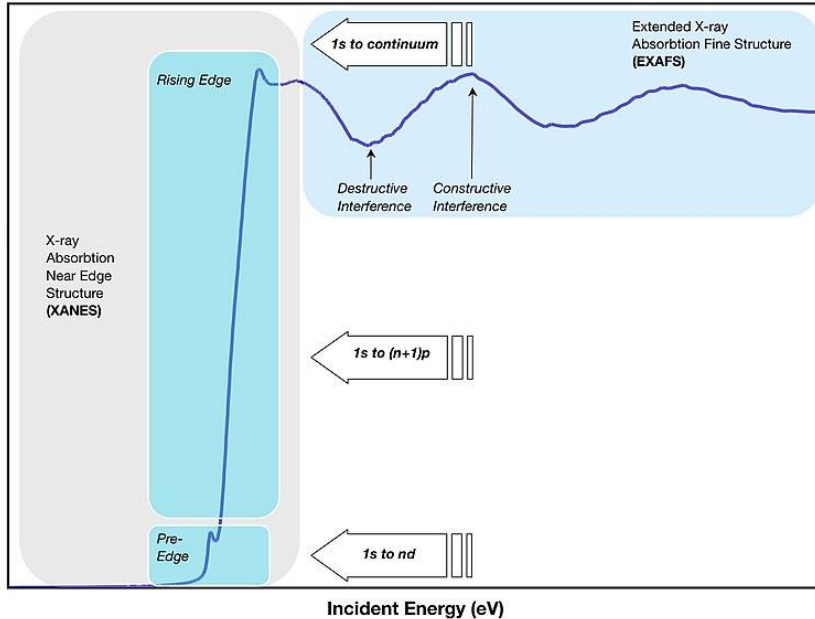 1s to continuum
Extended X-ray
Absorbtion Fine Structure
(EXAFS)
Rising Edge
Destructive
Interference
Constructive
Interference
X-ray
Absorbtion
Near Edge
Structure
(XANES)
1s to (n+1)p
Pre-
Edge
1s to nd
Incident Energy (eV)